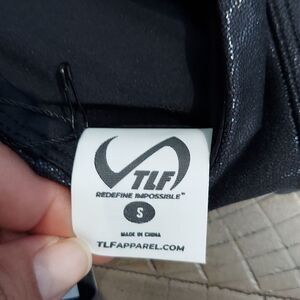 TLF
REDEFINE IMPOSSIBLE™
S
MADE IN CHINA
TLFAPPAREL.COM